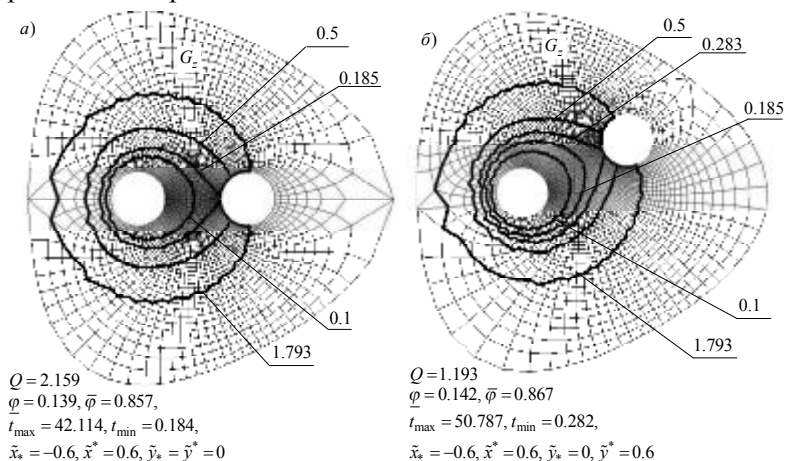 а)
G_z
0.5
0.185
0.1
1.793
Q = 2.159
φ = 0.139, φ̅ = 0.857,
t_max = 42.114, t_min = 0.184,
x̃_* = −0.6, x̃^* = 0.6, ỹ_* = ỹ^* = 0
б)
G_z
0.5
0.283
0.185
0.1
1.793
Q = 1.193
φ̲ = 0.142, φ̅ = 0.867
t_max = 50.787, t_min = 0.282,
x̃_* = −0.6, x̃^* = 0.6, ỹ_* = 0, ỹ^* = 0.6